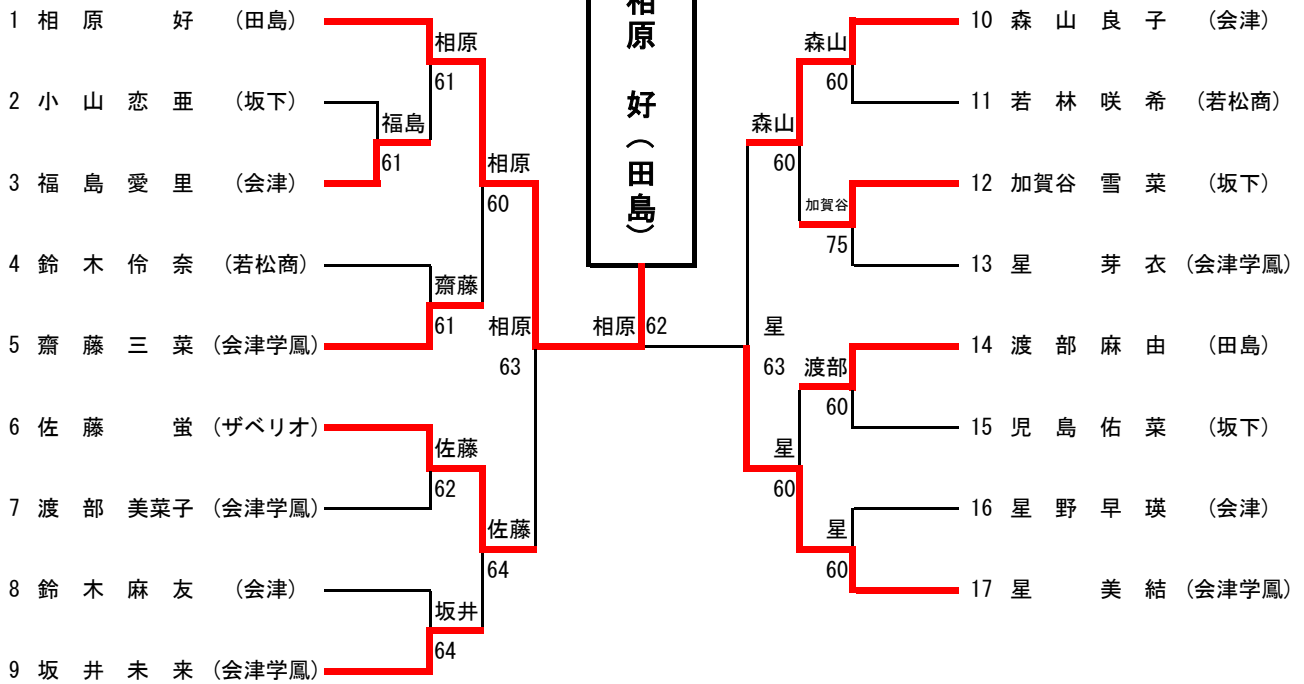 1 相 原 好 (田島)
相原
61
2 小 山 恋 亜 (坂下)
福島
61
3 福 島 愛 里 (会津)
相原
60
4 鈴 木 伶 奈 (若松商)
齋藤
61
5 齋 藤 三 菜 (会津学鳳)
相原
63
6 佐 藤 蛍 (ザベリオ)
佐藤
62
7 渡 部 美菜子 (会津学鳳)
佐藤
64
8 鈴 木 麻 友 (会津)
坂井
64
9 坂 井 未 来 (会津学鳳)
相原 好(田島)
相原 62
10 森 山 良 子 (会津)
森山
60
11 若 林 咲 希 (若松商)
森山
60
12 加賀谷 雪 菜 (坂下)
加賀谷
75
13 星 芽 衣 (会津学鳳)
星
63
14 渡 部 麻 由 (田島)
渡部
60
15 児 島 佑 菜 (坂下)
星
60
16 星 野 早 瑛 (会津)
星
60
17 星 美 結 (会津学鳳)